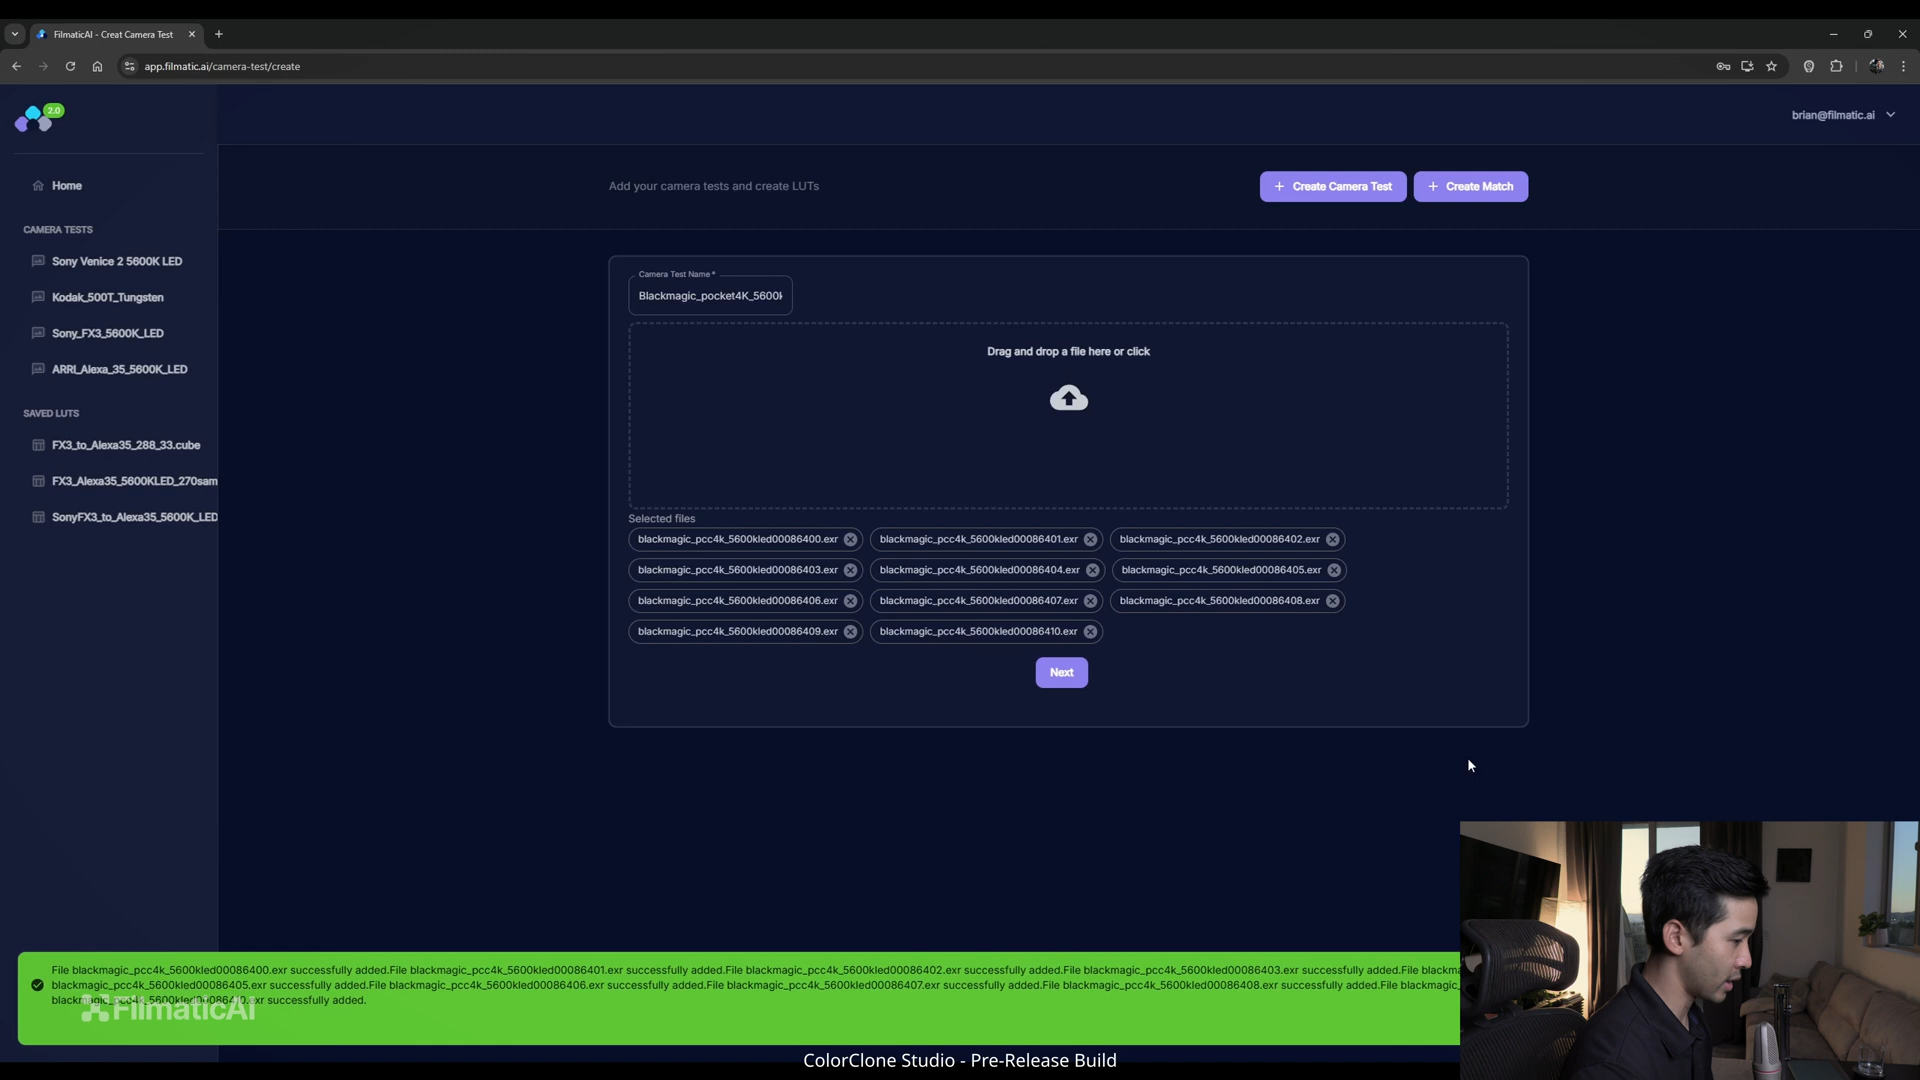 FilmaticAI - Creat Camera Test
app.filmatic.ai/camera-test/create
2.0
brian@filmatic.ai
Home
Add your camera tests and create LUTs
+ Create Camera Test
+ Create Match
CAMERA TESTS
Sony Venice 2 5600K LED
Kodak_500T_Tungsten
Sony_FX3_5600K_LED
ARRI_Alexa_35_5600K_LED
SAVED LUTS
FX3_to_Alexa35_288_33.cube
FX3_Alexa35_5600KLED_270sam
SonyFX3_to_Alexa35_5600K_LED
Camera Test Name *
Blackmagic_pocket4K_5600
Drag and drop a file here or click
Selected files
blackmagic_pcc4k_5600kled00086400.exr
blackmagic_pcc4k_5600kled00086401.exr
blackmagic_pcc4k_5600kled00086402.exr
blackmagic_pcc4k_5600kled00086403.exr
blackmagic_pcc4k_5600kled00086404.exr
blackmagic_pcc4k_5600kled00086405.exr
blackmagic_pcc4k_5600kled00086406.exr
blackmagic_pcc4k_5600kled00086407.exr
blackmagic_pcc4k_5600kled00086408.exr
blackmagic_pcc4k_5600kled00086409.exr
blackmagic_pcc4k_5600kled00086410.exr
Next
File blackmagic_pcc4k_5600kled00086400.exr successfully added.File blackmagic_pcc4k_5600kled00086401.exr successfully added.File blackmagic_pcc4k_5600kled00086402.exr successfully added.File blackmagic_pcc4k_5600kled00086403.exr successfully added.File blackma
blackmagic_pcc4k_5600kled00086405.exr successfully added.File blackmagic_pcc4k_5600kled00086406.exr successfully added.File blackmagic_pcc4k_5600kled00086407.exr successfully added.File blackmagic_pcc4k_5600kled00086408.exr successfully added.File blackmagic_
blackmagic_pcc4k_5600kled00086410.exr successfully added.
FilmaticAI
ColorClone Studio - Pre-Release Build